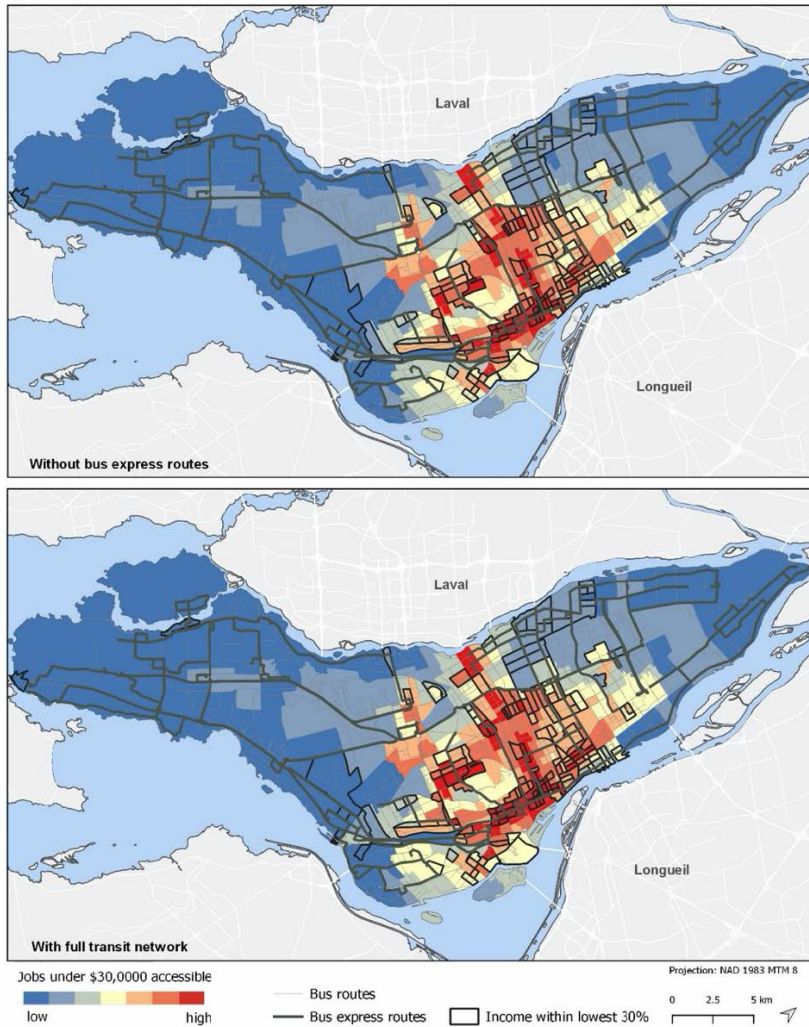 Laval
Longueil
Without bus express routes
Laval
Longueil
With full transit network
Jobs under $30,0000 accessible
low high
Bus routes
Bus express routes
Income within lowest 30%
Projection: NAD 1983 MTM 8
0 2.5 5 km